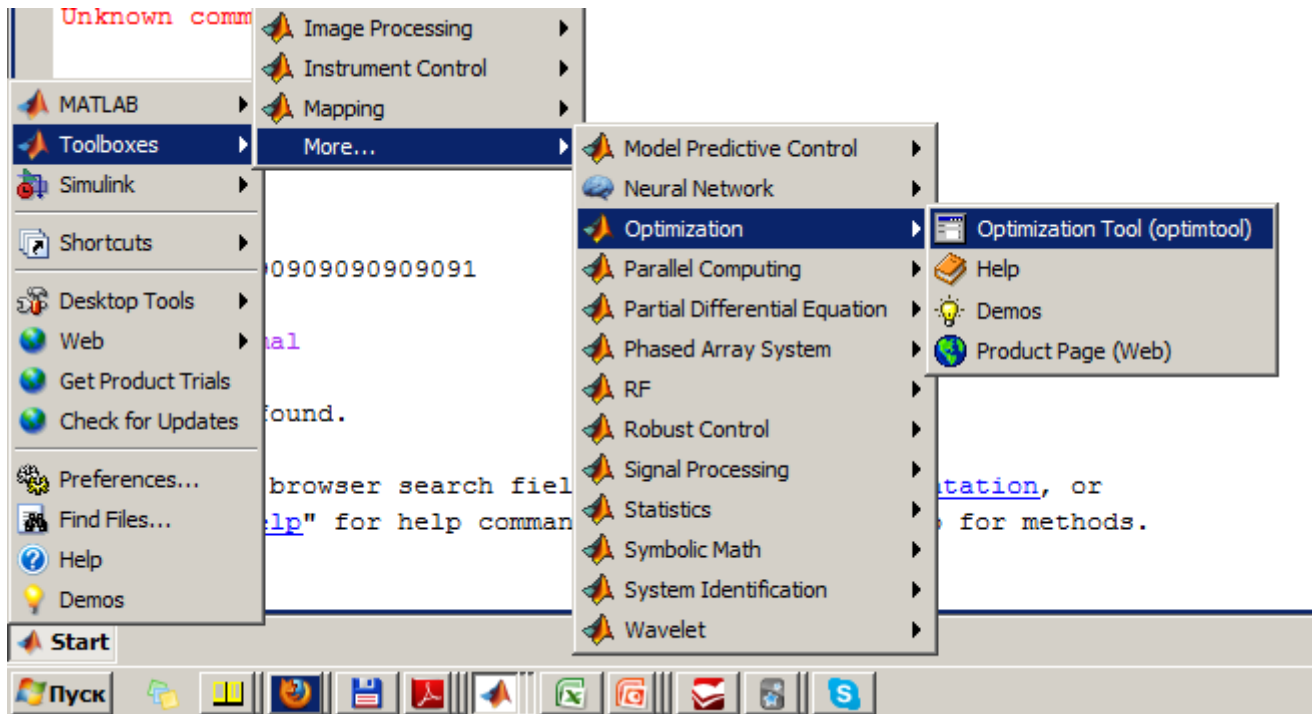 Unknown comm
Image Processing
Instrument Control
Mapping
More...
MATLAB
Toolboxes
Simulink
Shortcuts
Desktop Tools
Web
Get Product Trials
Check for Updates
Preferences...
Find Files...
Help
Demos
Start
Model Predictive Control
Neural Network
Optimization
Parallel Computing
Partial Differential Equation
Phased Array System
RF
Robust Control
Signal Processing
Statistics
Symbolic Math
System Identification
Wavelet
Optimization Tool (optimtool)
Help
Demos
Product Page (Web)
0909090909091
nal
found.
browser search fiel tation, or
elp" for help comman for methods.
Пуск